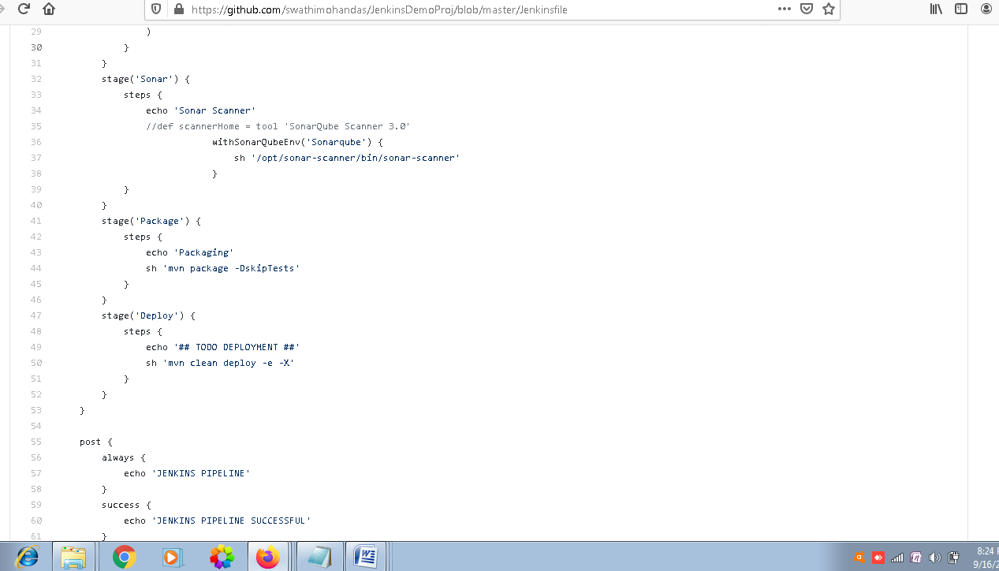 https://github.com/swathimohandas/JenkinsDemoProj/blob/master/Jenkinsfile
29 )
30 }
31 }
32 stage('Sonar') {
33 steps {
34 echo 'Sonar Scanner'
35 //def scannerHome = tool 'SonarQube Scanner 3.0'
36 withSonarQubeEnv('Sonarqube') {
37 sh '/opt/sonar-scanner/bin/sonar-scanner'
38 }
39 }
40 }
41 stage('Package') {
42 steps {
43 echo 'Packaging'
44 sh 'mvn package -DskipTests'
45 }
46 }
47 stage('Deploy') {
48 steps {
49 echo '## TODO DEPLOYMENT ##'
50 sh 'mvn clean deploy -e -X'
51 }
52 }
53 }
54
55 post {
56 always {
57 echo 'JENKINS PIPELINE'
58 }
59 success {
60 echo 'JENKINS PIPELINE SUCCESSFUL'
61 }
8:24
9/16/2